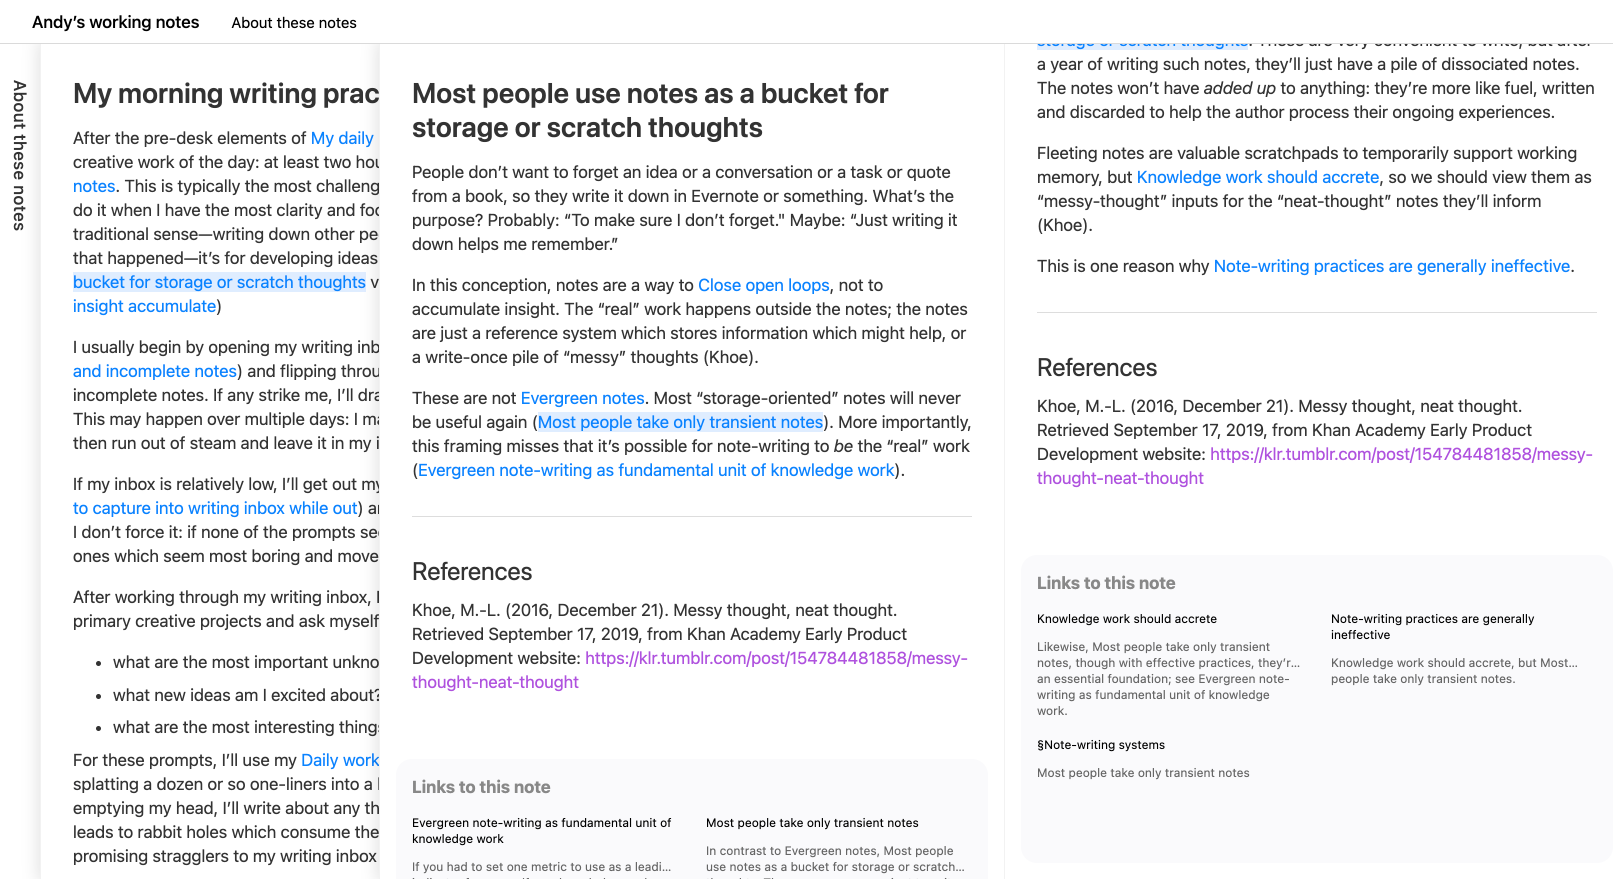 Andy’s working notes
About these notes
About these notes
My morning writing prac
After the pre-desk elements of My daily
creative work of the day: at least two hou
notes. This is typically the most challeng
do it when I have the most clarity and foc
traditional sense—writing down other pe
that happened—it’s for developing ideas
bucket for storage or scratch thoughts v
insight accumulate)
I usually begin by opening my writing inb
and incomplete notes) and flipping throu
incomplete notes. If any strike me, I’ll dra
This may happen over multiple days: I ma
then run out of steam and leave it in my i
If my inbox is relatively low, I’ll get out my
to capture into writing inbox while out) an
I don’t force it: if none of the prompts see
ones which seem most boring and move
After working through my writing inbox, I
primary creative projects and ask myself
• what are the most important unkno
• what new ideas am I excited about?
• what are the most interesting things
For these prompts, I’ll use my Daily work
splatting a dozen or so one-liners into a l
emptying my head, I’ll write about any th
leads to rabbit holes which consume the
promising stragglers to my writing inbox
Most people use notes as a bucket for
storage or scratch thoughts
People don’t want to forget an idea or a conversation or a task or quote
from a book, so they write it down in Evernote or something. What’s the
purpose? Probably: “To make sure I don’t forget." Maybe: “Just writing it
down helps me remember.”
In this conception, notes are a way to Close open loops, not to
accumulate insight. The “real” work happens outside the notes; the notes
are just a reference system which stores information which might help, or
a write-once pile of “messy” thoughts (Khoe).
These are not Evergreen notes. Most “storage-oriented” notes will never
be useful again (Most people take only transient notes). More importantly,
this framing misses that it’s possible for note-writing to be the “real” work
(Evergreen note-writing as fundamental unit of knowledge work).
References
Khoe, M.-L. (2016, December 21). Messy thought, neat thought.
Retrieved September 17, 2019, from Khan Academy Early Product
Development website: https://klr.tumblr.com/post/154784481858/messy-
thought-neat-thought
Links to this note
Evergreen note-writing as fundamental unit of
knowledge work
If you had to set one metric to use as a leadi...
Most people take only transient notes
In contrast to Evergreen notes, Most people
use notes as a bucket for storage or scratch...
storage or scratch thoughts. These are very convenient to write, but after
a year of writing such notes, they’ll just have a pile of dissociated notes.
The notes won’t have added up to anything: they’re more like fuel, written
and discarded to help the author process their ongoing experiences.
Fleeting notes are valuable scratchpads to temporarily support working
memory, but Knowledge work should accrete, so we should view them as
“messy-thought” inputs for the “neat-thought” notes they’ll inform
(Khoe).
This is one reason why Note-writing practices are generally ineffective.
References
Khoe, M.-L. (2016, December 21). Messy thought, neat thought.
Retrieved September 17, 2019, from Khan Academy Early Product
Development website: https://klr.tumblr.com/post/154784481858/messy-
thought-neat-thought
Links to this note
Knowledge work should accrete
Likewise, Most people take only transient
notes, though with effective practices, they’r...
an essential foundation; see Evergreen note-
writing as fundamental unit of knowledge
work.
Note-writing practices are generally
ineffective
Knowledge work should accrete, but Most...
people take only transient notes.
§Note-writing systems
Most people take only transient notes